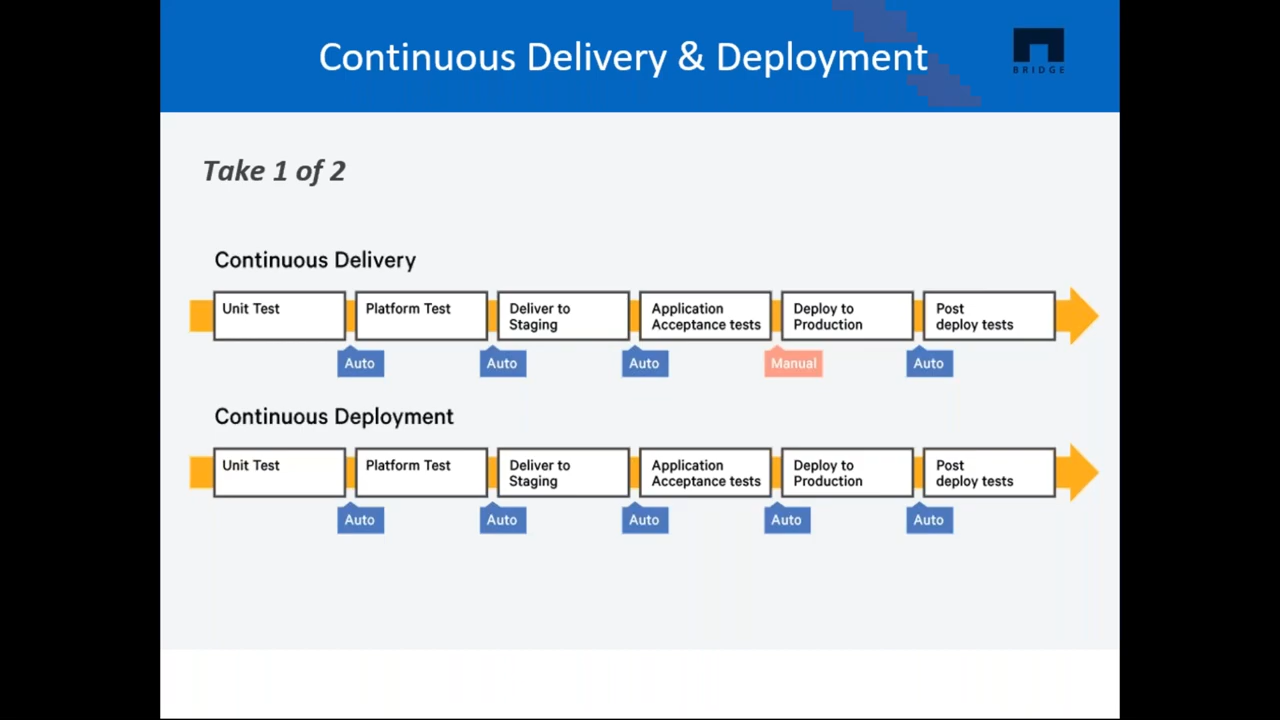 Continuous Delivery & Deployment
BRIDGE
Take 1 of 2
Continuous Delivery
Unit Test
Platform Test
Deliver to
Staging
Application
Acceptance tests
Deploy to
Production
Post
deploy tests
Auto
Auto
Auto
Manual
Auto
Continuous Deployment
Unit Test
Platform Test
Deliver to
Staging
Application
Acceptance tests
Deploy to
Production
Post
deploy tests
Auto
Auto
Auto
Auto
Auto